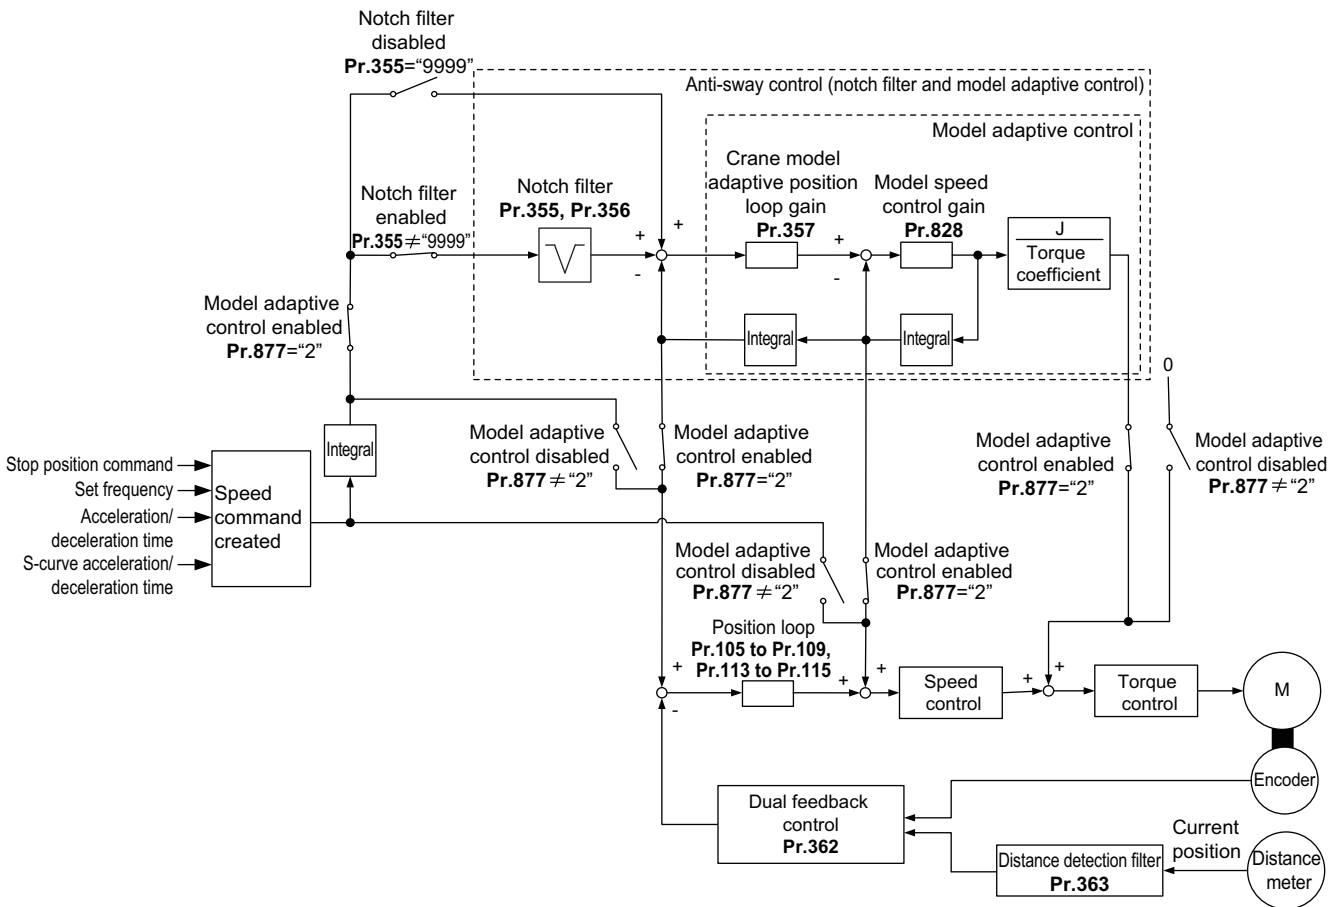 Notch filter
disabled
Pr.355="9999"
Anti-sway control (notch filter and model adaptive control)
Model adaptive control
Notch filter
enabled
Pr.355≠"9999"
Notch filter
Pr.355, Pr.356
Crane model
adaptive position
loop gain
Pr.357
Model speed
control gain
Pr.828
J
Torque
coefficient
+
+
-
+
-
Model adaptive
control enabled
Pr.877="2"
Integral
Integral
0
Integral
Model adaptive
control disabled
Pr.877≠"2"
Model adaptive
control enabled
Pr.877="2"
Model adaptive
control enabled
Pr.877="2"
Model adaptive
control disabled
Pr.877≠"2"
Stop position command
Set frequency
Acceleration/
deceleration time
S-curve acceleration/
deceleration time
Speed
command
created
Model adaptive
control disabled
Pr.877≠"2"
Model adaptive
control enabled
Pr.877="2"
Position loop
Pr.105 to Pr.109,
Pr.113 to Pr.115
+
-
+
+
Speed
control
+
+
Torque
control
M
Encoder
Dual feedback
control
Pr.362
Distance detection filter
Pr.363
Current
position
Distance
meter